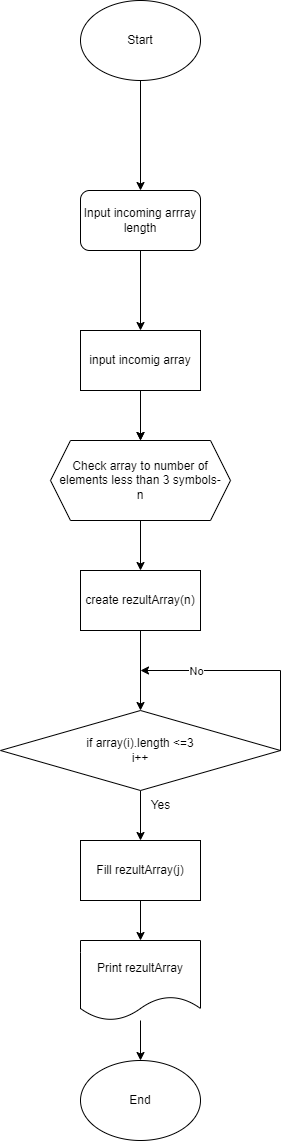 Start
Input incoming arrray
length
input incomig array
Check array to number of
elements less than 3 symbols-
n
create rezultArray(n)
No
if array(i).length <=3
i++
Yes
Fill rezultArray(j)
Print rezultArray
End